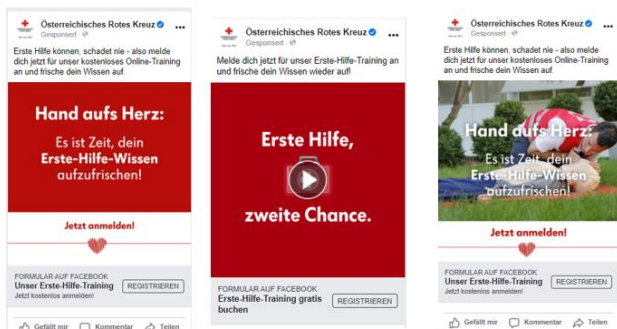 Österreichisches Rotes Kreuz
Gesponsert
Erste Hilfe können, schadet nie - also melde
dich jetzt für unser kostenloses Online-Training
an und frische dein Wissen auf.
Hand aufs Herz:
Es ist Zeit, dein
Erste-Hilfe-Wissen
aufzufrischen!
Jetzt anmelden!
FORMULAR AUF FACEBOOK
Unser Erste-Hilfe-Training
REGISTRIEREN
Jetzt kostenlos anmelden!
Gefällt mir
Kommentar
Teilen
Österreichisches Rotes Kreuz
Gesponsert
Melde dich jetzt für unser Erste-Hilfe-Training an
und frische dein Wissen wieder auf!
Erste Hilfe,
zweite Chance.
FORMULAR AUF FACEBOOK
Erste-Hilfe-Training gratis
buchen
REGISTRIEREN
Österreichisches Rotes Kreuz
Gesponsert
Erste Hilfe können, schadet nie - also melde
dich jetzt für unser kostenloses Online-Training
an und frische dein Wissen auf.
Hand aufs Herz:
Es ist Zeit, dein
Erste-Hilfe-Wissen
aufzufrischen!
Jetzt anmelden!
FORMULAR AUF FACEBOOK
Unser Erste-Hilfe-Training
REGISTRIEREN
Jetzt kostenlos anmelden!
Gefällt mir
Kommentar
Teilen